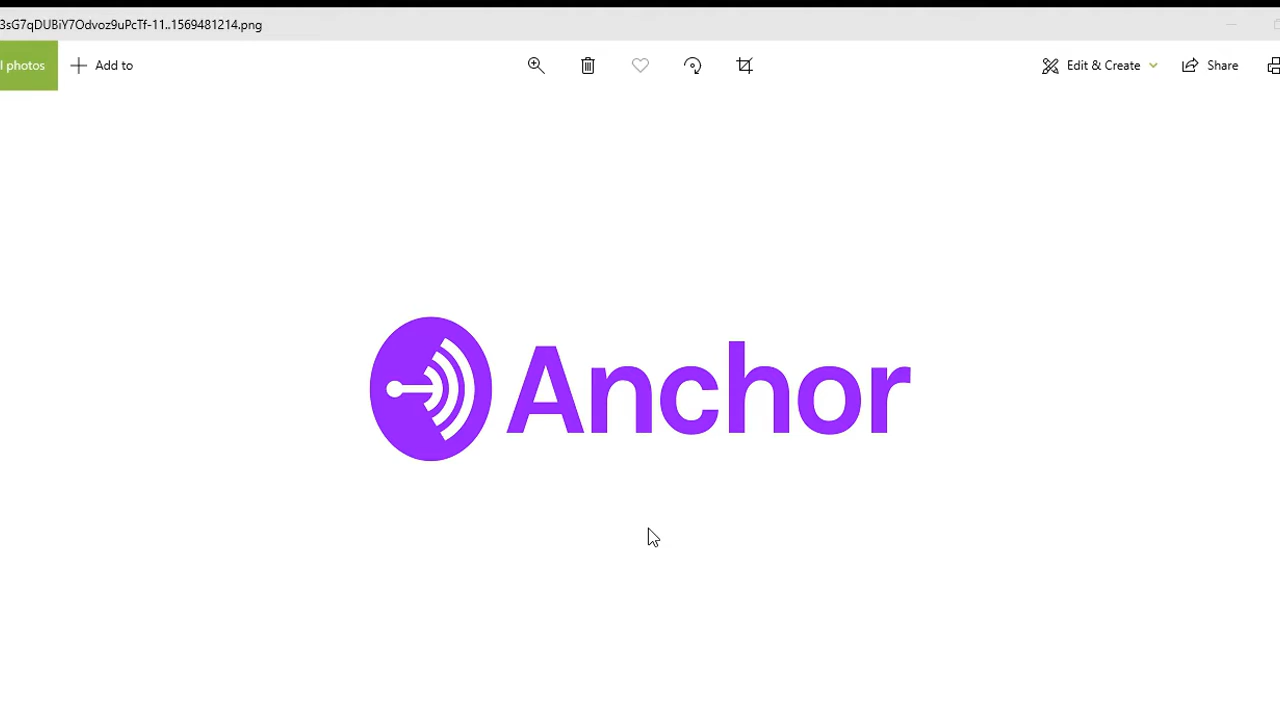 3sG7qDUBiY7Odvoz9uPcTf-11..1569481214.png
l photos
Add to
Edit & Create
Share
Anchor